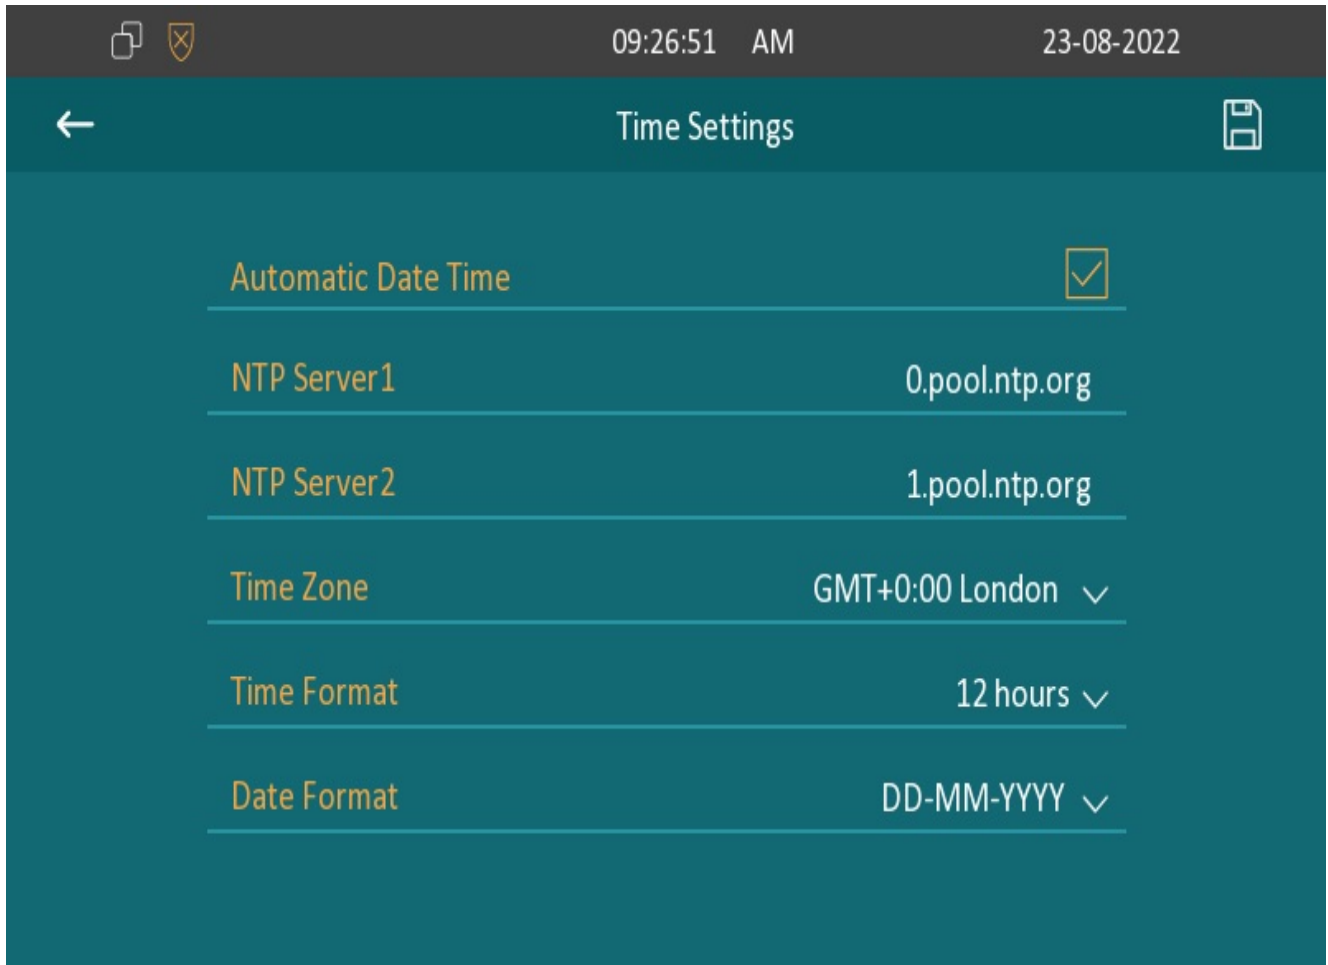 09:26:51 AM 23-08-2022
Time Settings
Automatic Date Time
NTP Server1 0.pool.ntp.org
NTP Server2 1.pool.ntp.org
Time Zone GMT+0:00 London
Time Format 12 hours
Date Format DD-MM-YYYY